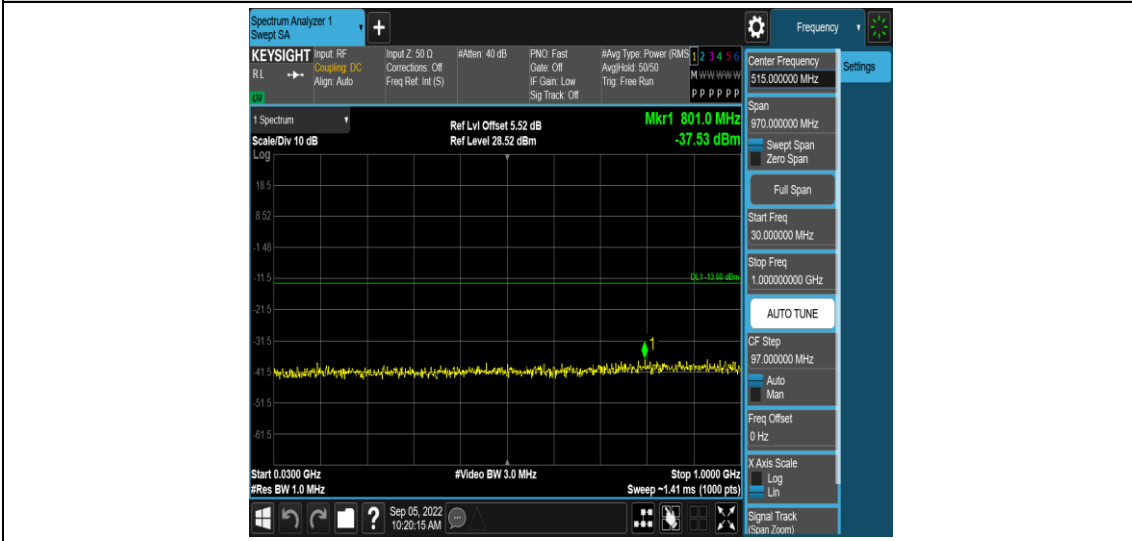 Spectrum Analyzer 1
Swept SA
+
Frequency
KEYSIGHT
RL
Input: RF
Coupling: DC
Align: Auto
Input Z: 50 Ω
Corrections: Off
Freq Ref: Int (S)
#Atten: 40 dB
PNO: Fast
Gate: Off
IF Gain: Low
Sig Track: Off
#Avg Type: Power (RMS
Avg|Hold: 50/50
Trig: Free Run
1 2 3 4 5 6
M W W W W W
P P P P P P
1 Spectrum
Scale/Div 10 dB
Log
Ref Lvl Offset 5.52 dB
Ref Level 28.52 dBm
Mkr1 801.0 MHz
-37.53 dBm
18.5
8.52
-1.48
-11.5
-21.5
-31.5
-41.5
-51.5
-61.5
DL1 -13.00 dBm
1
Start 0.0300 GHz
#Res BW 1.0 MHz
#Video BW 3.0 MHz
Stop 1.0000 GHz
Sweep ~1.41 ms (1000 pts)
Center Frequency
515.000000 MHz
Settings
Span
970.000000 MHz
Swept Span
Zero Span
Full Span
Start Freq
30.000000 MHz
Stop Freq
1.000000000 GHz
AUTO TUNE
CF Step
97.000000 MHz
Auto
Man
Freq Offset
0 Hz
X Axis Scale
Log
Lin
Signal Track
(Span Zoom)
?
Sep 05, 2022
10:20:15 AM